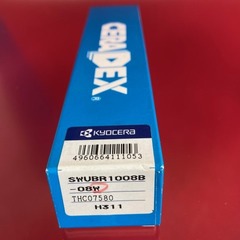 CERADEX®
KYOCERA
4960664111053
SWUBR1008B
-08W
THC07580
H311